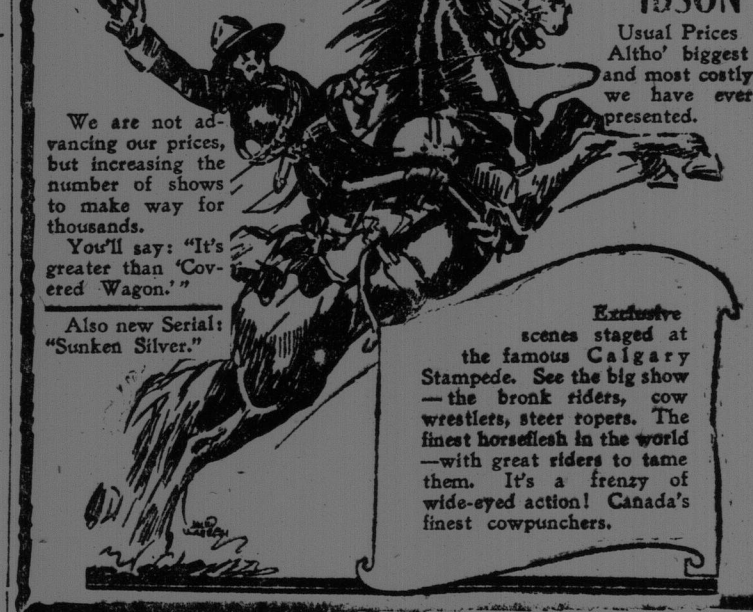 Usual Prices
Altho' biggest
and most costly
we have ever
presented.
We are not ad-
vancing our prices,
but increasing the
number of shows
to make way for
thousands.
You'll say: "It's
greater than 'Cov-
ered Wagon.'"
Also new Serial:
"Sunken Silver."
Exclusive
scenes staged at
the famous Calgary
Stampede. See the big show
—the bronk riders, cow
wrestlers, steer ropers. The
finest horseflesh in the world
—with great riders to tame
them. It's a frenzy of
wide-eyed action! Canada's
finest cowpunchers.